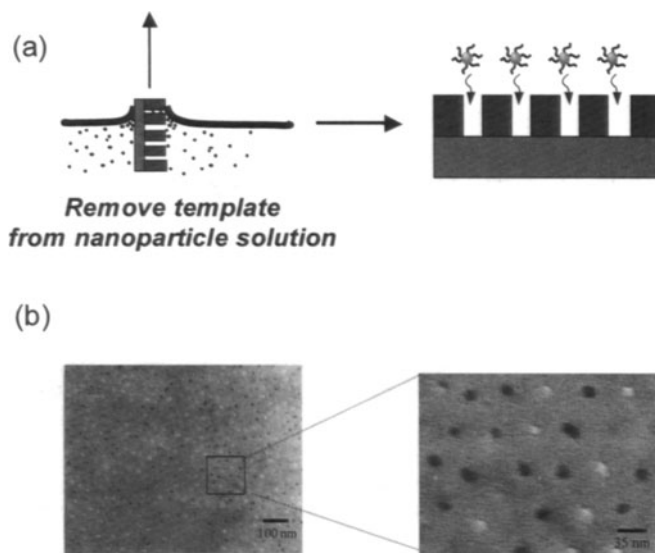 (a)
Remove template
from nanoparticle solution
(b)
100 nm
35 nm